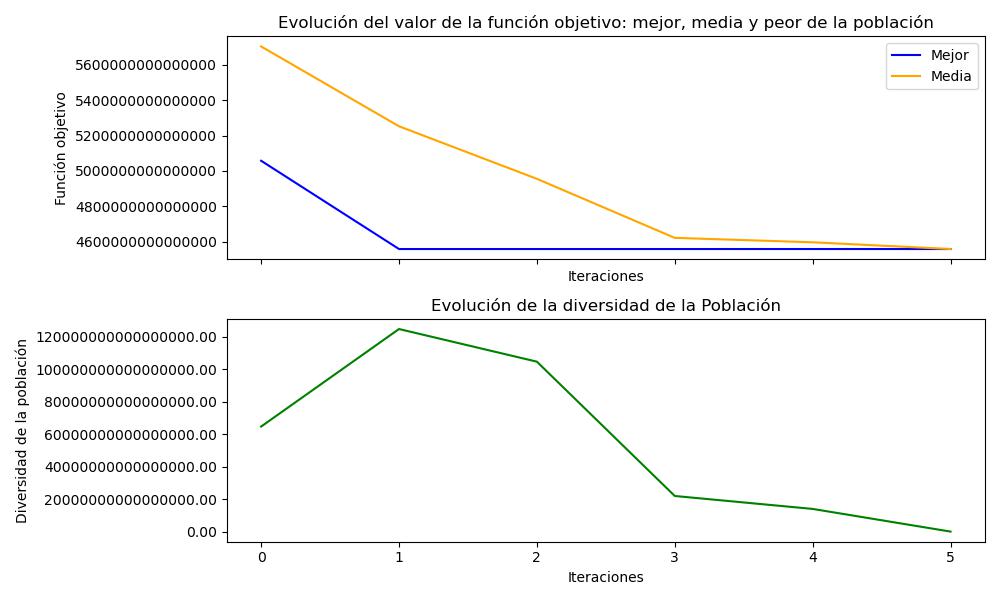 Evolución del valor de la función objetivo: mejor, media y peor de la población
Función objetivo
5600000000000000
5400000000000000
5200000000000000
5000000000000000
4800000000000000
4600000000000000
Mejor
Media
Iteraciones
Evolución de la diversidad de la Población
Diversidad de la población
120000000000000000.00
100000000000000000.00
80000000000000000.00
60000000000000000.00
40000000000000000.00
20000000000000000.00
0.00
0 1 2 3 4 5
Iteraciones